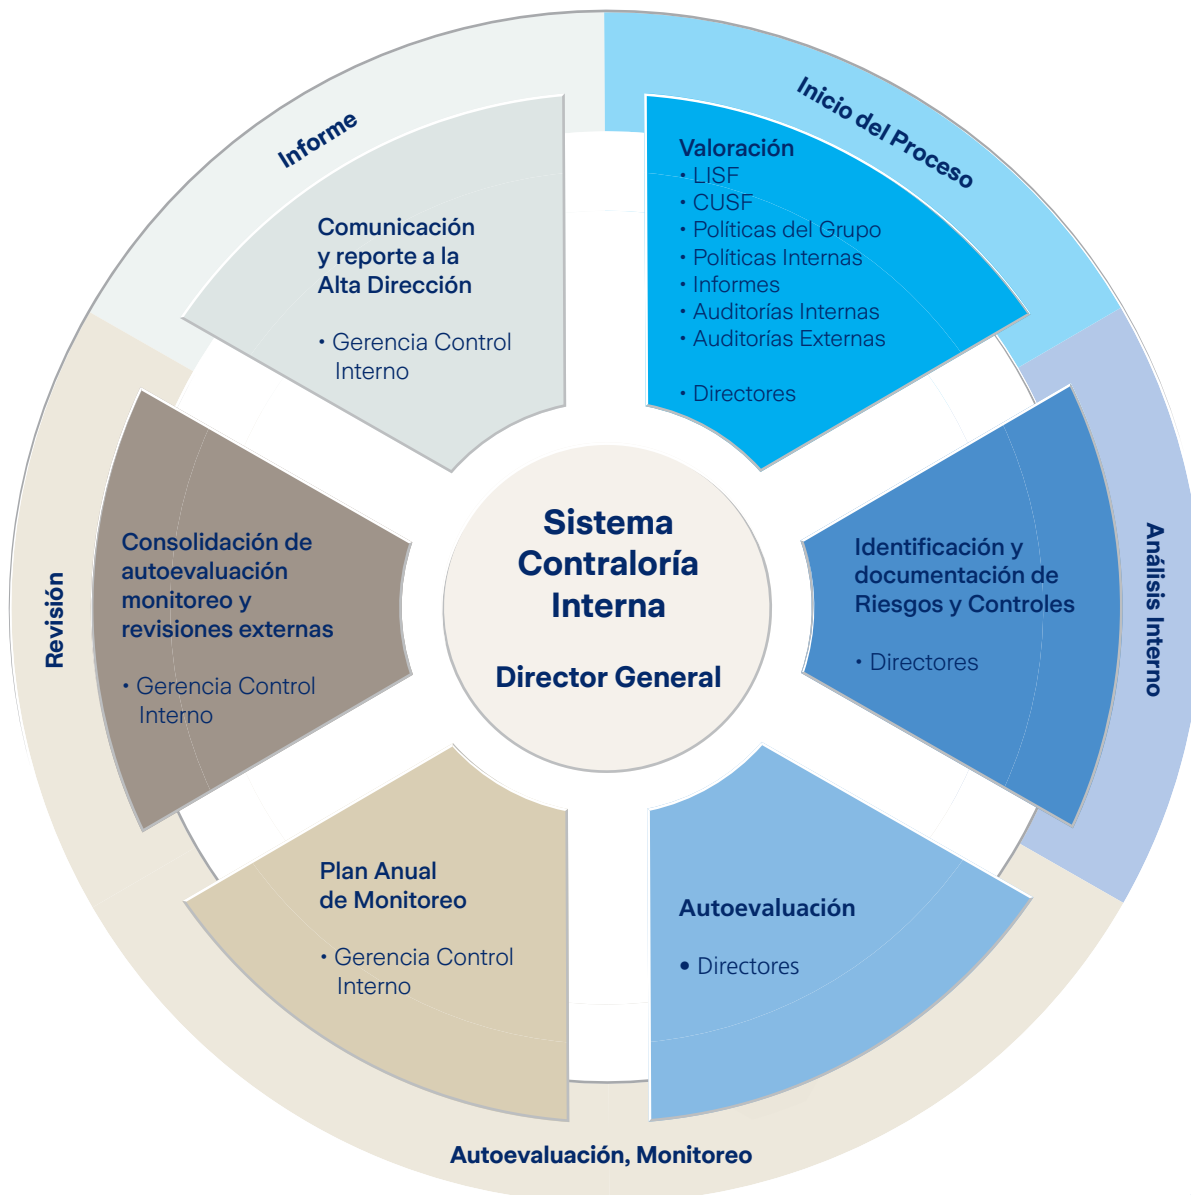 Inicio del Proceso
Valoración
• LISF
• CUSF
• Políticas del Grupo
• Políticas Internas
• Informes
• Auditorías Internas
• Auditorías Externas
• Directores
Análisis Interno
Identificación y
documentación de
Riesgos y Controles
• Directores
Autoevaluación
• Directores
Autoevaluación, Monitoreo
Plan Anual
de Monitoreo
• Gerencia Control
Interno
Revisión
Consolidación de
autoevaluación
monitoreo y
revisiones externas
• Gerencia Control
Interno
Informe
Comunicación
y reporte a la
Alta Dirección
• Gerencia Control
Interno
Sistema
Contraloría
Interna
Director General